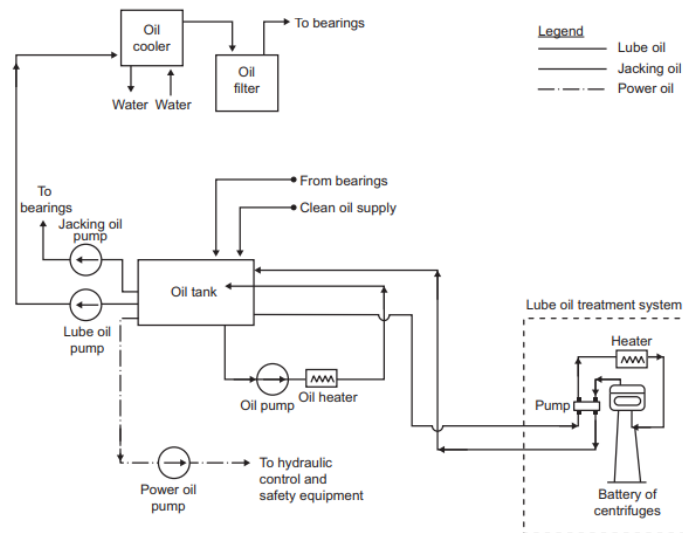 Oil
cooler
To bearings
Oil
filter
Water
Water
Legend
Lube oil
Jacking oil
Power oil
To
bearings
Jacking oil
pump
From bearings
Clean oil supply
Oil tank
Lube oil
pump
Oil pump
Oil heater
Power oil
pump
To hydraulic
control and
safety equipment
Lube oil treatment system
Heater
Pump
Battery of
centrifuges